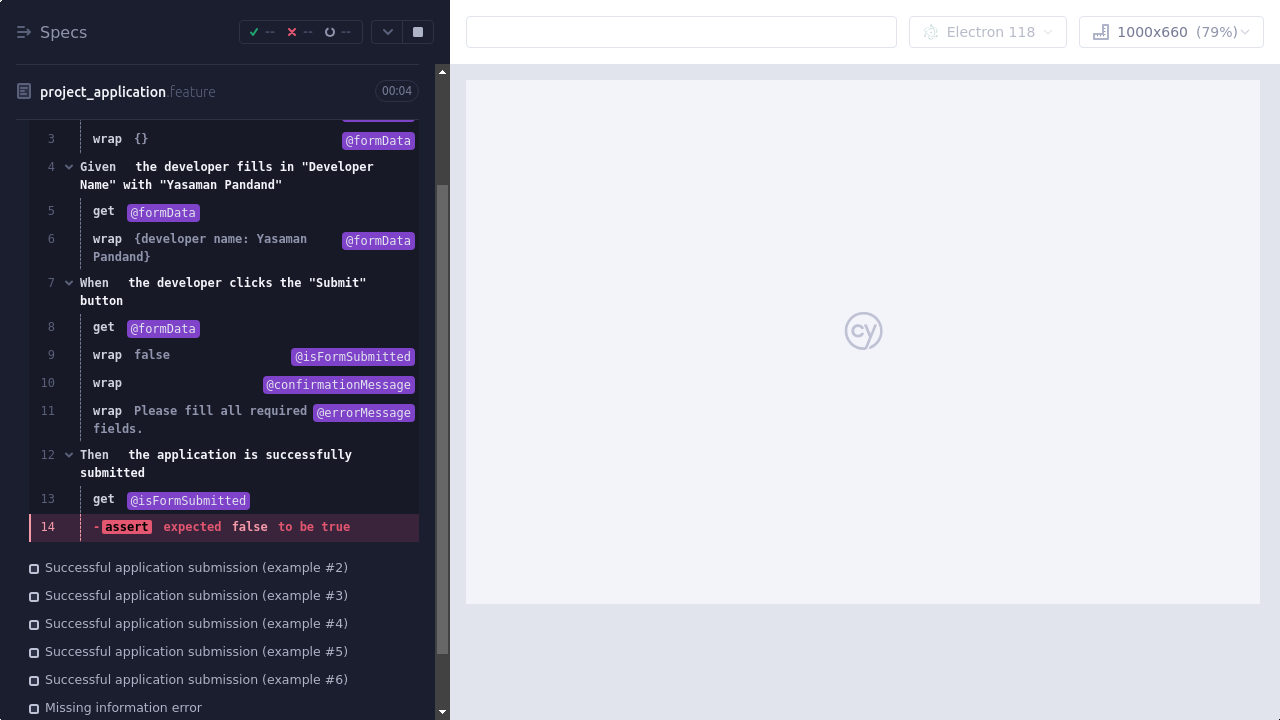 Specs
--
--
--
Electron 118
1000x660 (79%)
project_application.feature
00:04
3 wrap {} @formData
4 Given the developer fills in "Developer
Name" with "Yasaman Pandand"
5 get @formData
6 wrap {developer name: Yasaman @formData
Pandand}
7 When the developer clicks the "Submit"
button
8 get @formData
9 wrap false @isFormSubmitted
10 wrap @confirmationMessage
11 wrap Please fill all required @errorMessage
fields.
12 Then the application is successfully
submitted
13 get @isFormSubmitted
14 -assert expected false to be true
Successful application submission (example #2)
Successful application submission (example #3)
Successful application submission (example #4)
Successful application submission (example #5)
Successful application submission (example #6)
Missing information error
cy